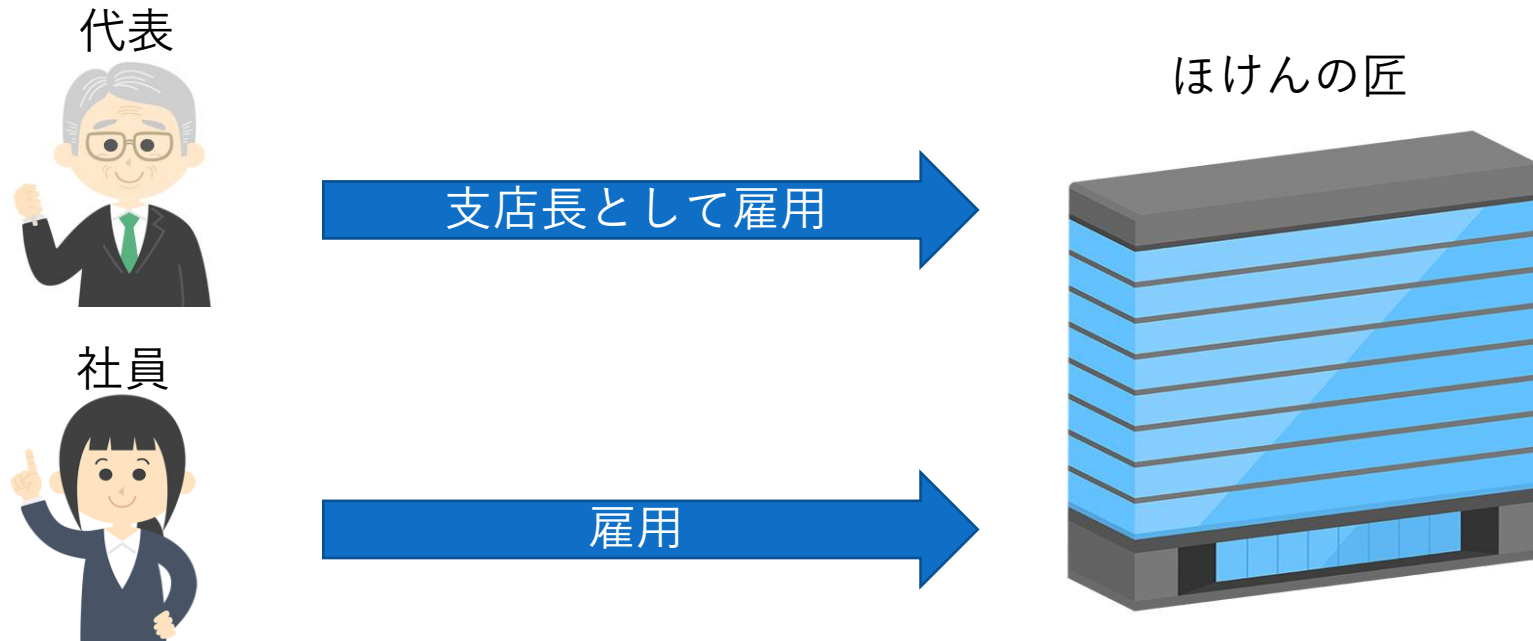 代表
ほけんの匠
支店長として雇用
社員
雇用